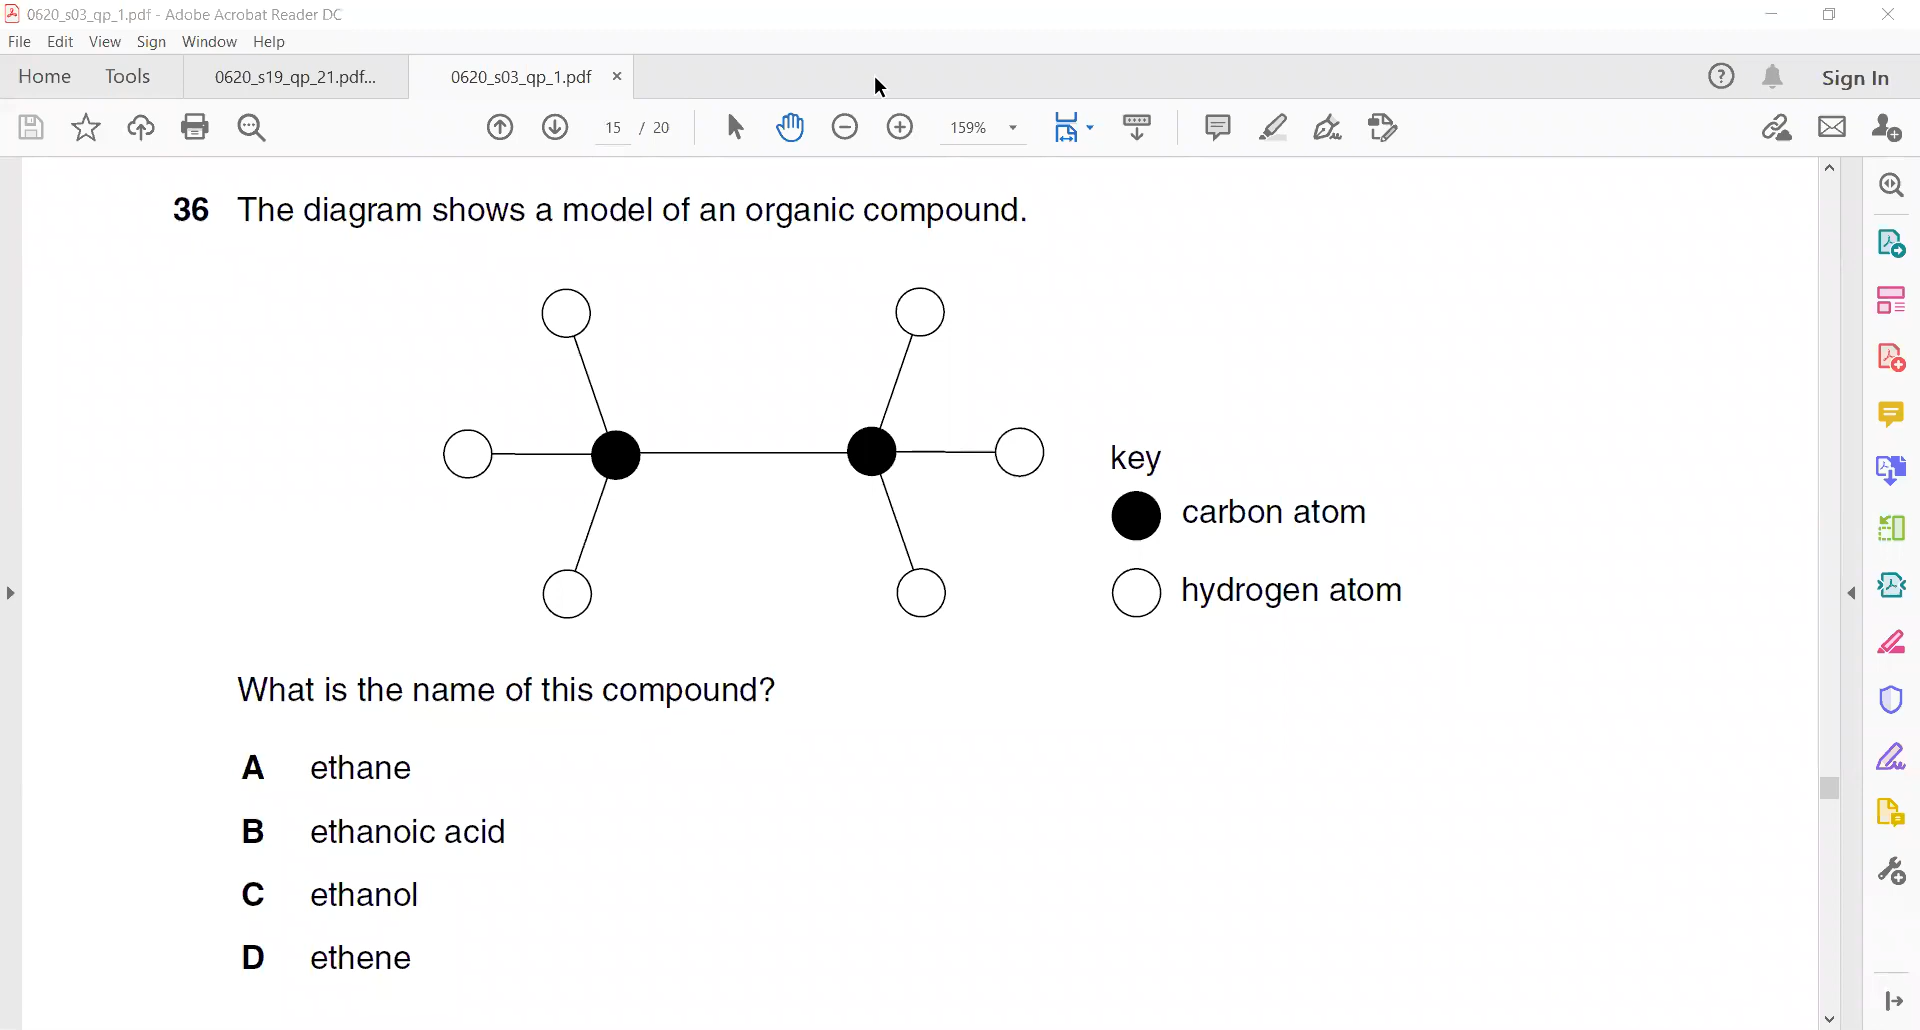 0620_s03_qp_1.pdf - Adobe Acrobat Reader DC
File Edit View Sign Window Help
Home Tools 0620_s19_qp_21.pdf... 0620_s03_qp_1.pdf × Sign In
15 / 20 159%
36 The diagram shows a model of an organic compound.
key
carbon atom
hydrogen atom
What is the name of this compound?
A ethane
B ethanoic acid
C ethanol
D ethene